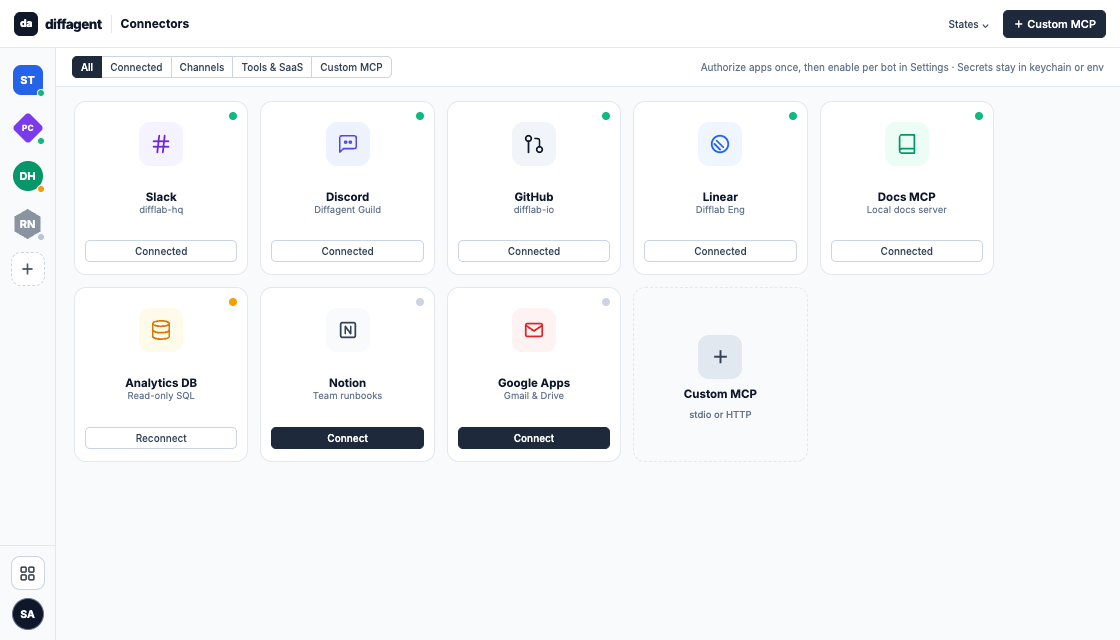 da diffagent Connectors
States
+ Custom MCP
ST
PC
DH
RN
+
SA
All Connected Channels Tools & SaaS Custom MCP
Authorize apps once, then enable per bot in Settings · Secrets stay in keychain or env
Slack
difflab-hq
Connected
Discord
Diffagent Guild
Connected
GitHub
difflab-io
Connected
Linear
Difflab Eng
Connected
Docs MCP
Local docs server
Connected
Analytics DB
Read-only SQL
Reconnect
N
Notion
Team runbooks
Connect
Google Apps
Gmail & Drive
Connect
+
Custom MCP
stdio or HTTP